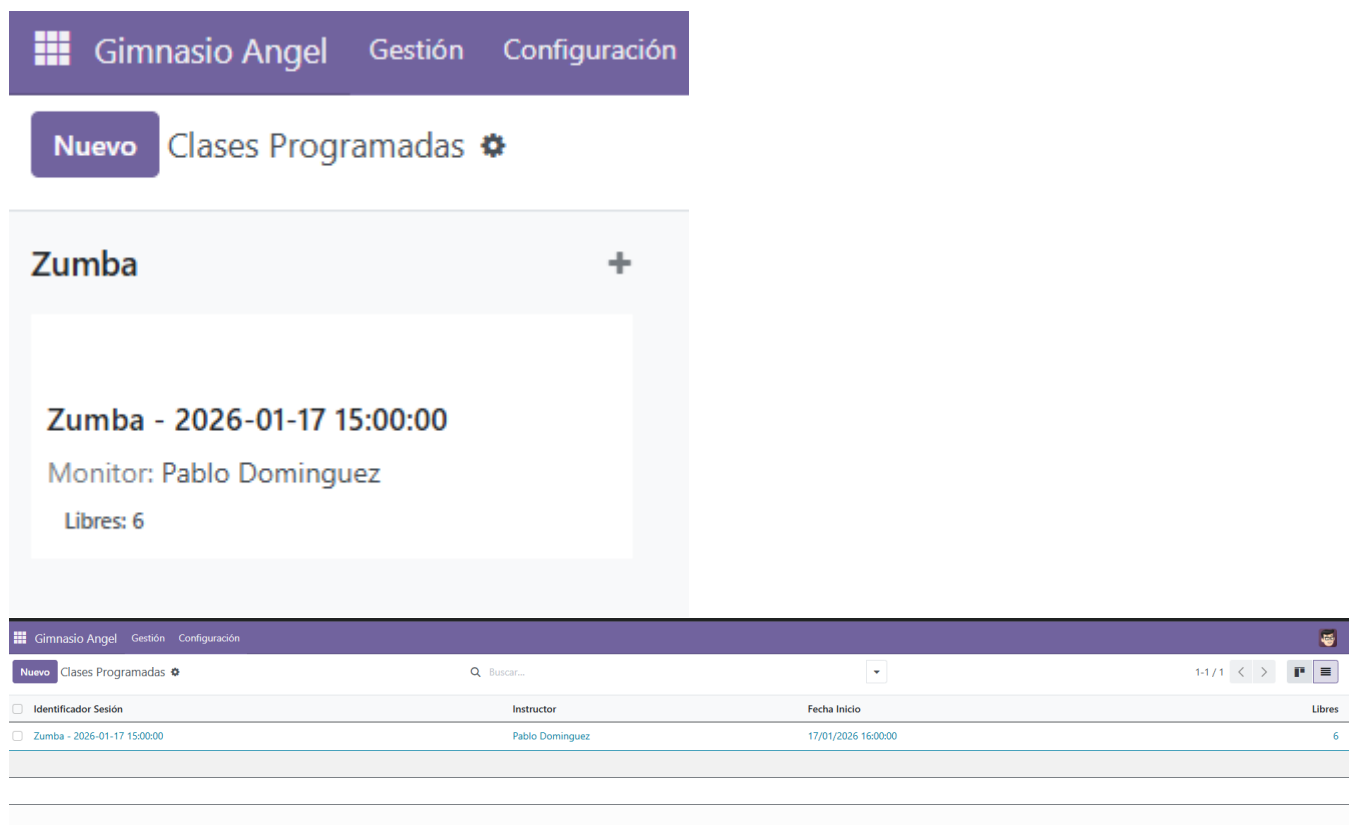 Gimnasio Angel Gestión Configuración
Nuevo Clases Programadas
Zumba +
Zumba - 2026-01-17 15:00:00
Monitor: Pablo Dominguez
Libres: 6
Gimnasio Angel Gestión Configuración
Nuevo Clases Programadas Buscar... 1-1 / 1
Identificador Sesión Instructor Fecha Inicio Libres
Zumba - 2026-01-17 15:00:00 Pablo Dominguez 17/01/2026 16:00:00 6